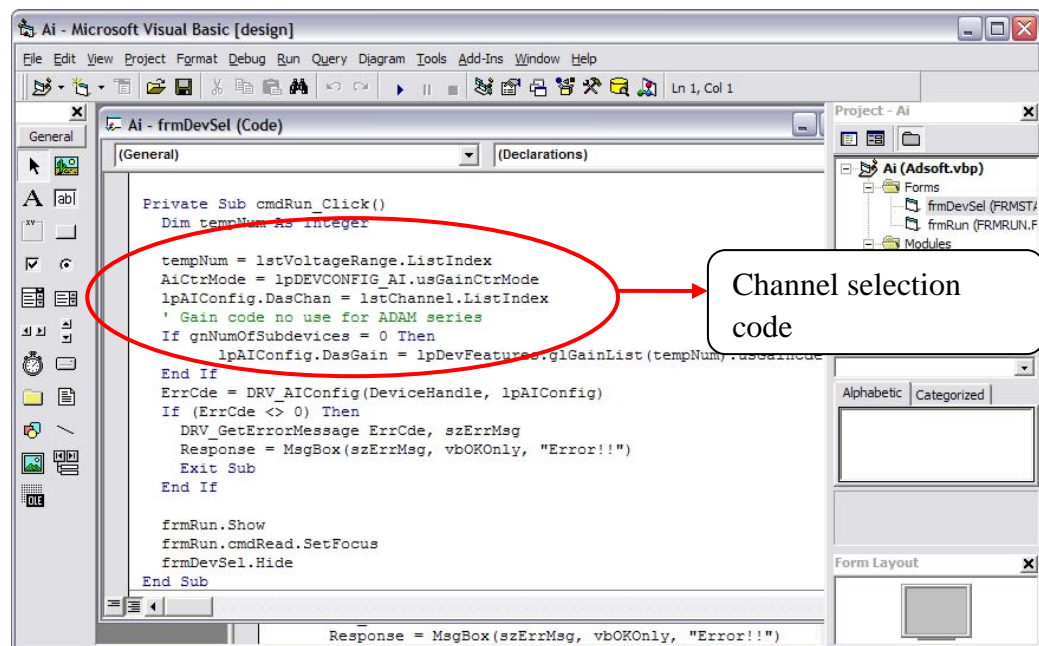 Ai - Microsoft Visual Basic [design]
File Edit View Project Format Debug Run Query Diagram Tools Add-Ins Window Help
Ln 1, Col 1
General
Ai - frmDevSel (Code)
(General) (Declarations)
Private Sub cmdRun_Click()
Dim tempNum As Integer
tempNum = lstVoltageRange.ListIndex
AiCtrMode = lpDEVCONFIG_AI.usGainCtrMode
lpAIConfig.DasChan = lstChannel.ListIndex
' Gain code no use for ADAM series
If gnNumOfSubdevices = 0 Then
lpAIConfig.DasGain = lpDevFeatures.glGainList(tempNum).usGainCde
End If
ErrCde = DRV_AIConfig(DeviceHandle, lpAIConfig)
If (ErrCde <> 0) Then
DRV_GetErrorMessage ErrCde, szErrMsg
Response = MsgBox(szErrMsg, vbOKOnly, "Error!!")
Exit Sub
End If
frmRun.Show
frmRun.cmdRead.SetFocus
frmDevSel.Hide
End Sub
Response = MsgBox(szErrMsg, vbOKOnly, "Error!!")
A
ab
XY
OLE
Project - Ai
Ai (Adsoft.vbp)
Forms
frmDevSel (FRMSTA
frmRun (FRMRUN.F
Modules
Channel selection
code
Alphabetic Categorized
Form Layout